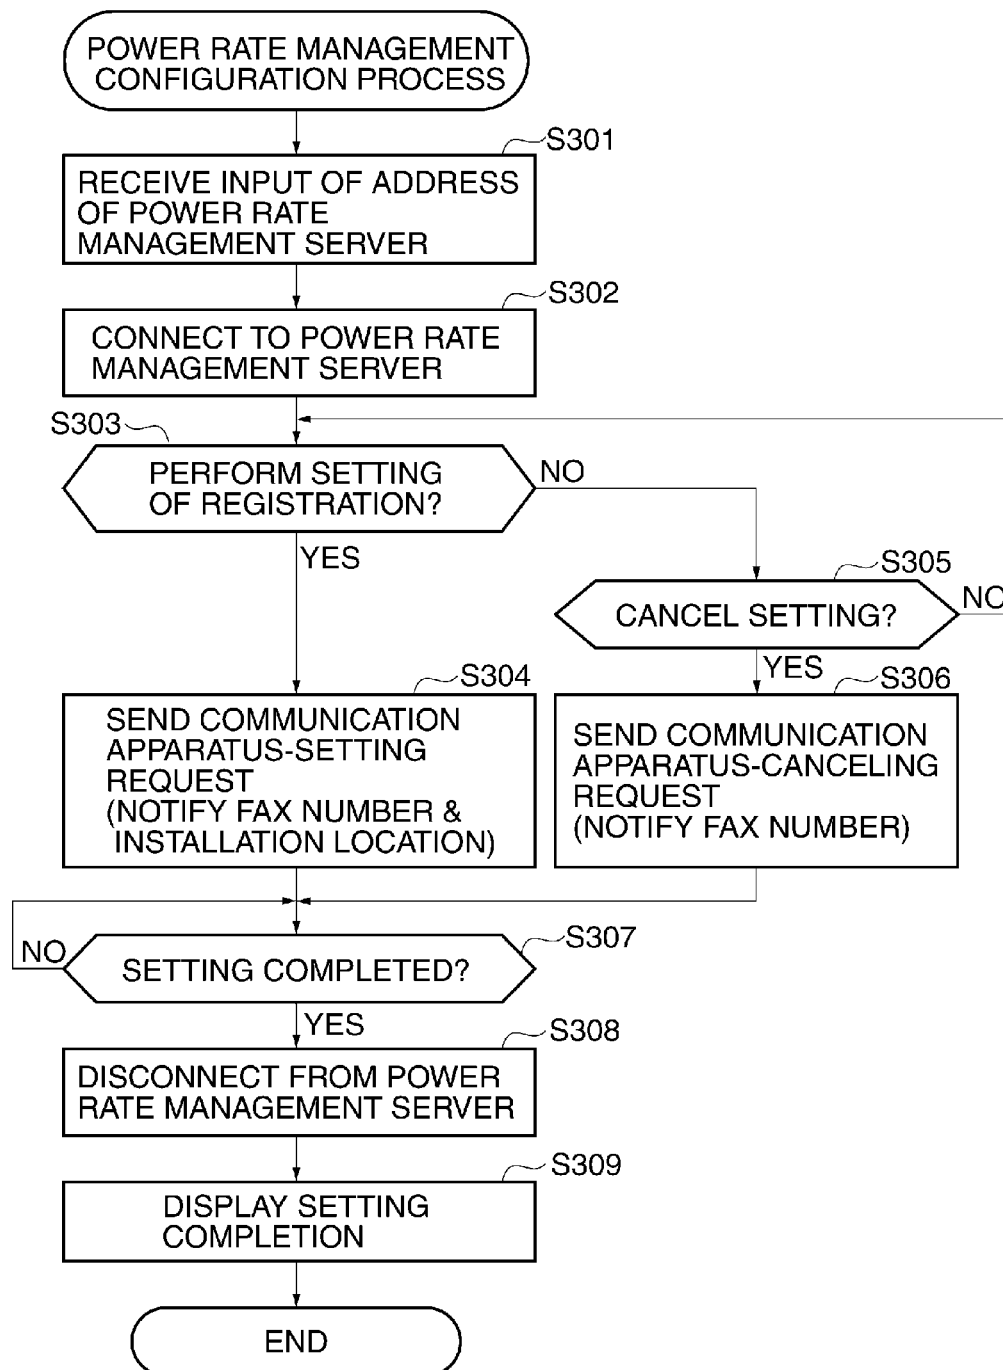 POWER RATE MANAGEMENT
CONFIGURATION PROCESS
S301
RECEIVE INPUT OF ADDRESS
OF POWER RATE
MANAGEMENT SERVER
S302
CONNECT TO POWER RATE
MANAGEMENT SERVER
S303
PERFORM SETTING
OF REGISTRATION?
NO
YES
S305
CANCEL SETTING?
NO
YES
S304
SEND COMMUNICATION
APPARATUS-SETTING
REQUEST
(NOTIFY FAX NUMBER &
INSTALLATION LOCATION)
S306
SEND COMMUNICATION
APPARATUS-CANCELING
REQUEST
(NOTIFY FAX NUMBER)
S307
SETTING COMPLETED?
NO
YES
S308
DISCONNECT FROM POWER
RATE MANAGEMENT SERVER
S309
DISPLAY SETTING
COMPLETION
END